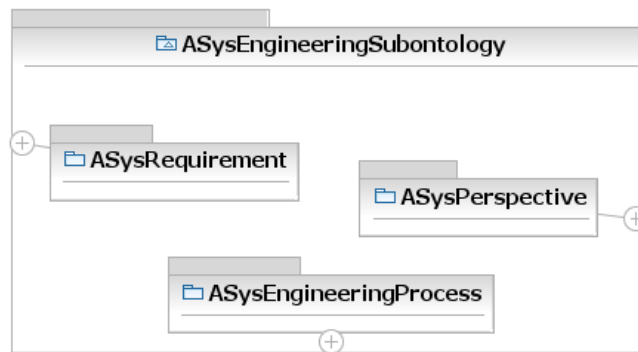 ASysEngineeringSubontology
ASysRequirement
ASysPerspective
ASysEngineeringProcess